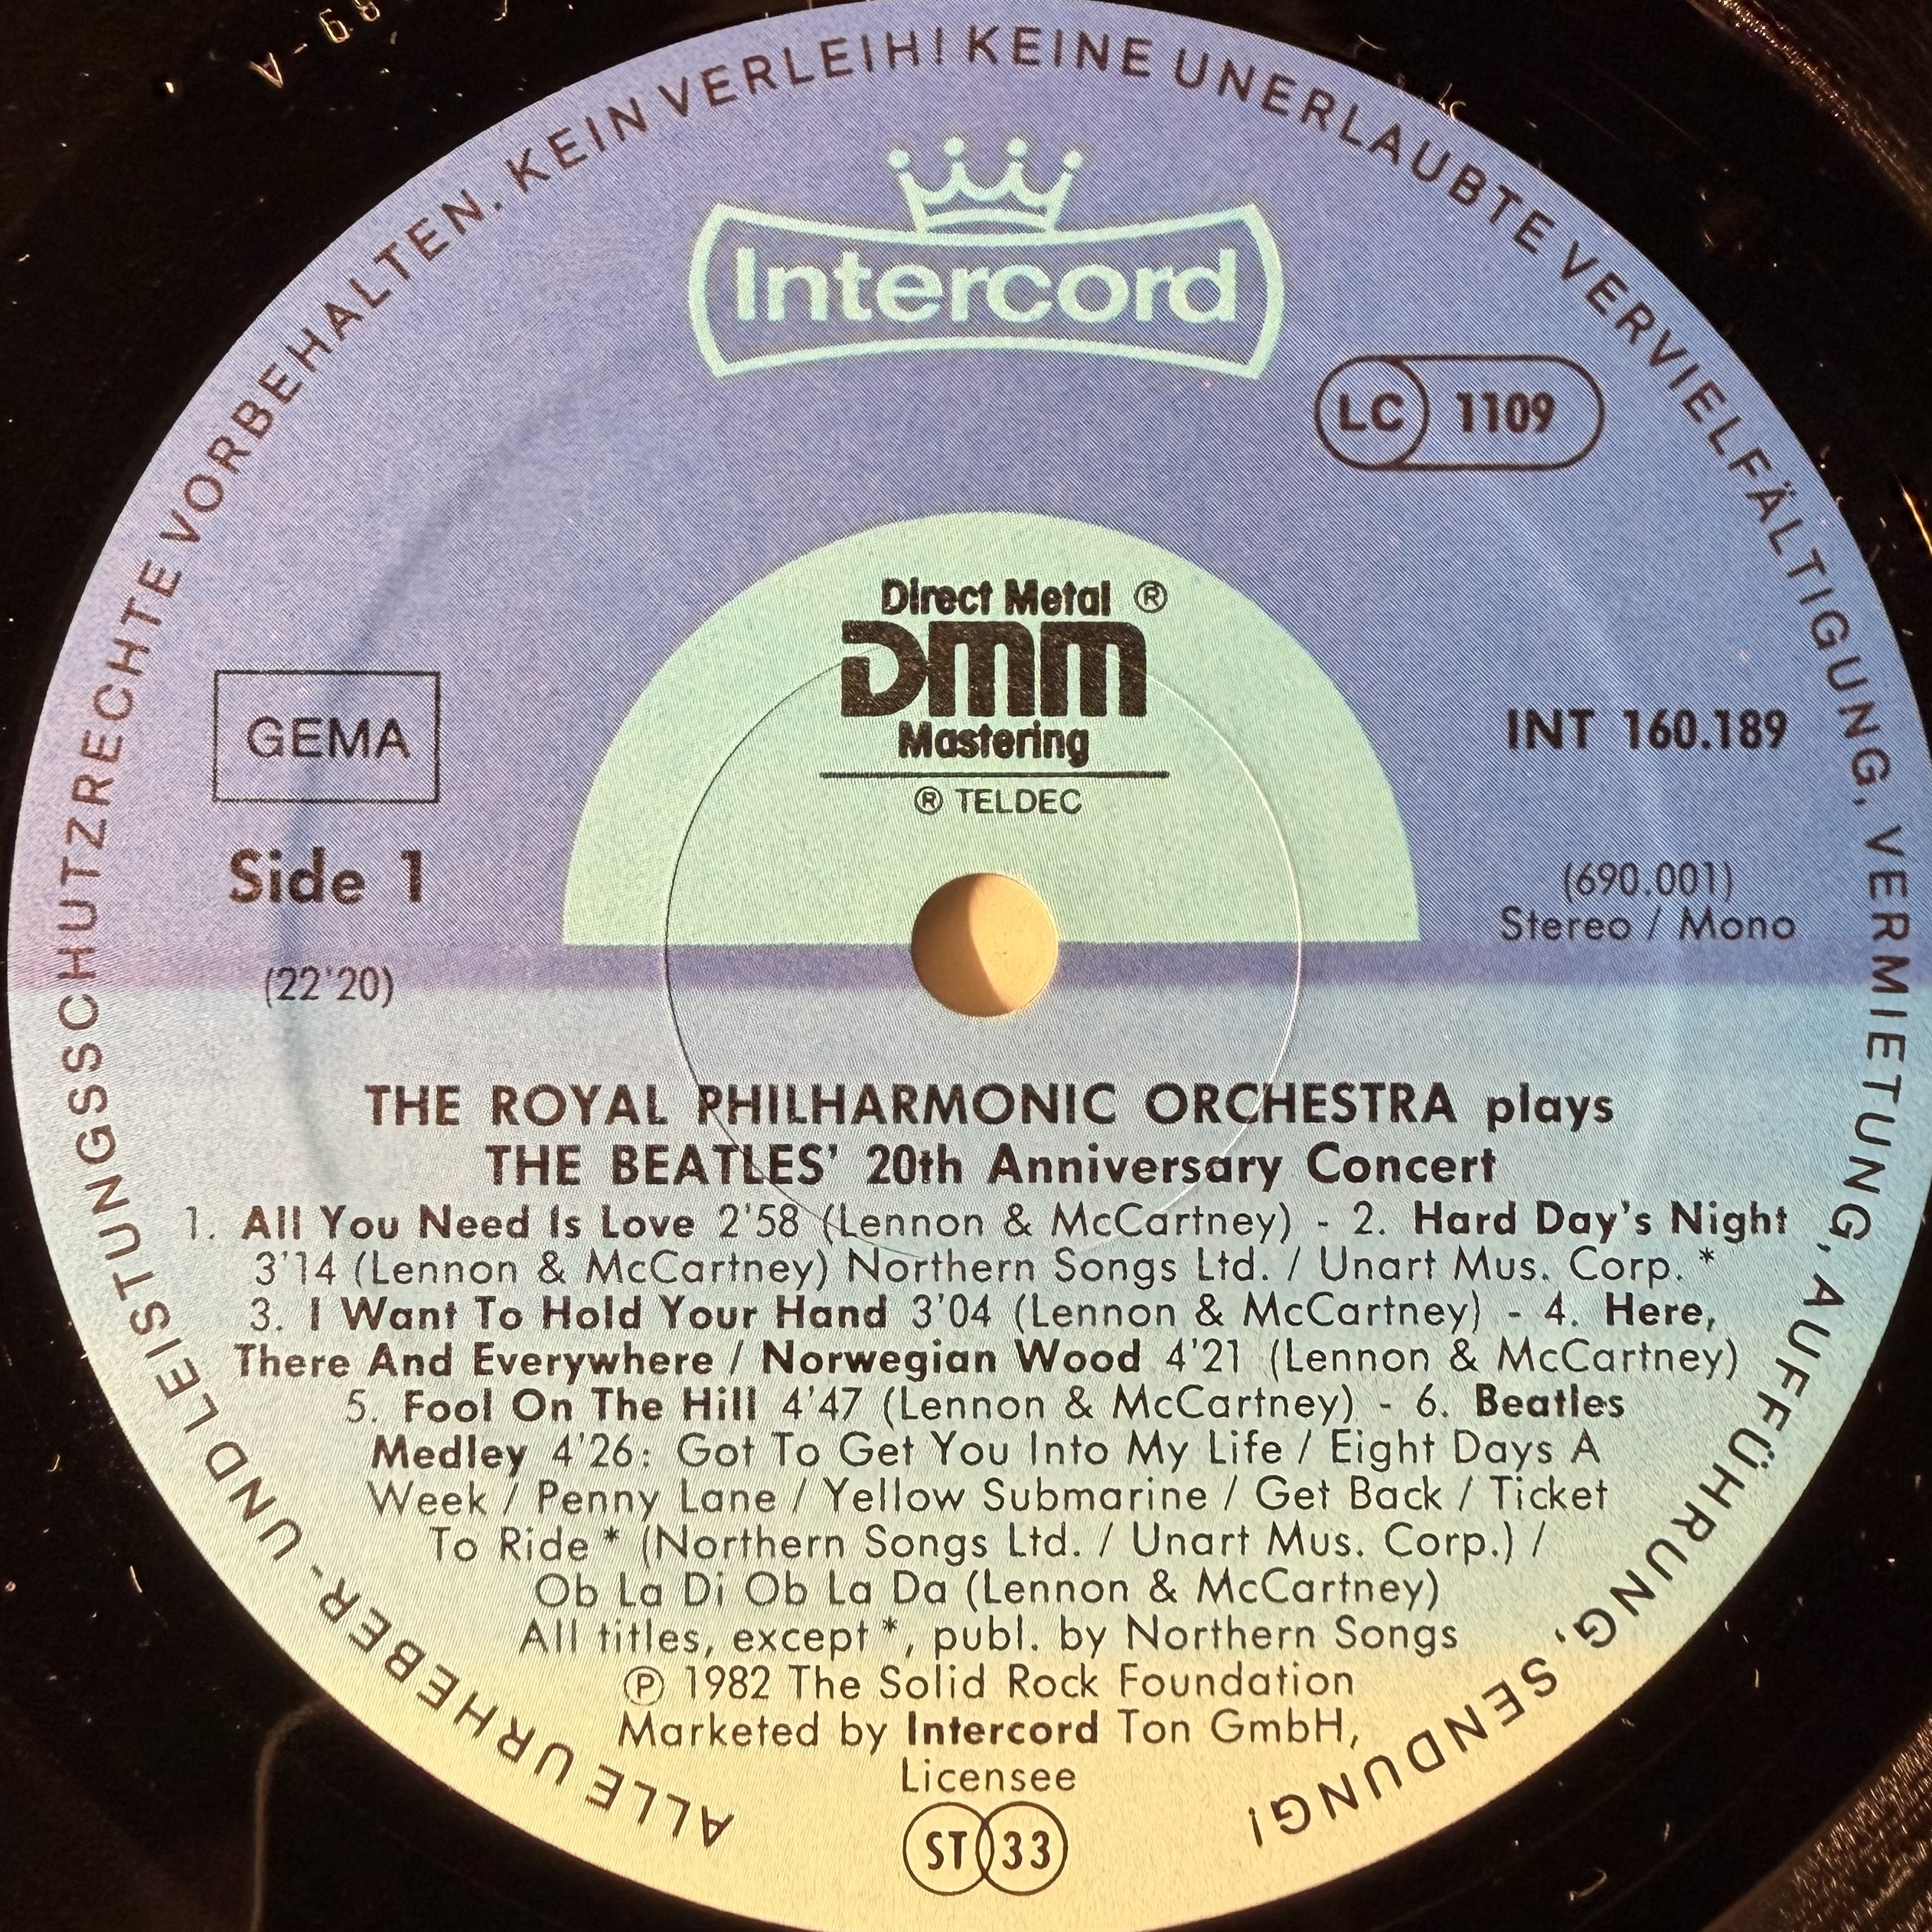 ALLE URHEBER- UND LEISTUNGSSCHUTZRECHTE VORBEHALTEN. KEIN VERLEIH! KEINE UNERLAUBTE VERVIELFÄLTIGUNG, VERMIETUNG, AUFFÜHRUNG, SENDUNG!
Intercord
LC 1109
Direct Metal ®
DMM
Mastering
® TELDEC
GEMA
INT 160.189
Side 1
(690.001)
Stereo / Mono
(22'20)
THE ROYAL PHILHARMONIC ORCHESTRA plays
THE BEATLES' 20th Anniversary Concert
1. All You Need Is Love 2'58 (Lennon & McCartney) - 2. Hard Day's Night
3'14 (Lennon & McCartney) Northern Songs Ltd. / Unart Mus. Corp. *
3. I Want To Hold Your Hand 3'04 (Lennon & McCartney) - 4. Here,
There And Everywhere / Norwegian Wood 4'21 (Lennon & McCartney)
5. Fool On The Hill 4'47 (Lennon & McCartney) - 6. Beatles
Medley 4'26: Got To Get You Into My Life / Eight Days A
Week / Penny Lane / Yellow Submarine / Get Back / Ticket
To Ride * (Northern Songs Ltd. / Unart Mus. Corp.) /
Ob La Di Ob La Da (Lennon & McCartney)
All titles, except *, publ. by Northern Songs
℗ 1982 The Solid Rock Foundation
Marketed by Intercord Ton GmbH,
Licensee
ST 33